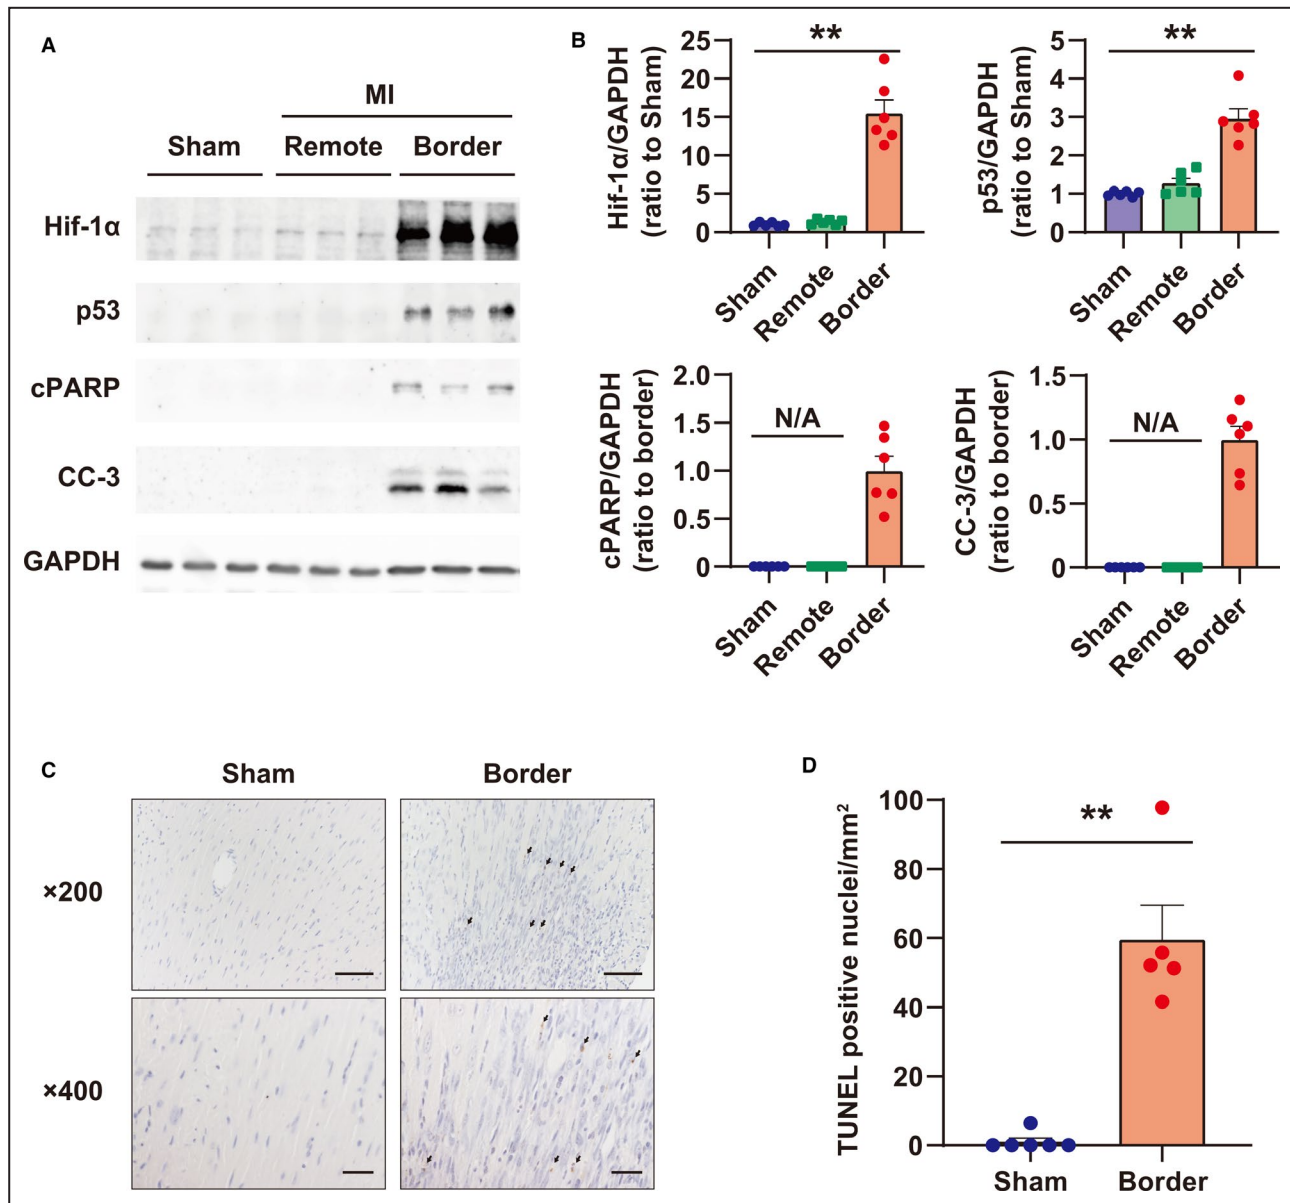 A
MI
Sham Remote Border
Hif-1α
p53
cPARP
CC-3
GAPDH
B
Hif-1α/GAPDH
(ratio to Sham)
25
20
15
10
5
0
**
Sham
Remote
Border
p53/GAPDH
(ratio to Sham)
5
4
3
2
1
0
**
Sham
Remote
Border
cPARP/GAPDH
(ratio to border)
2.0
1.5
1.0
0.5
0
N/A
Sham
Remote
Border
CC-3/GAPDH
(ratio to border)
1.5
1.0
0.5
0
N/A
Sham
Remote
Border
C
Sham Border
×200
×400
D
TUNEL positive nuclei/mm²
100
80
60
40
20
0
**
Sham Border